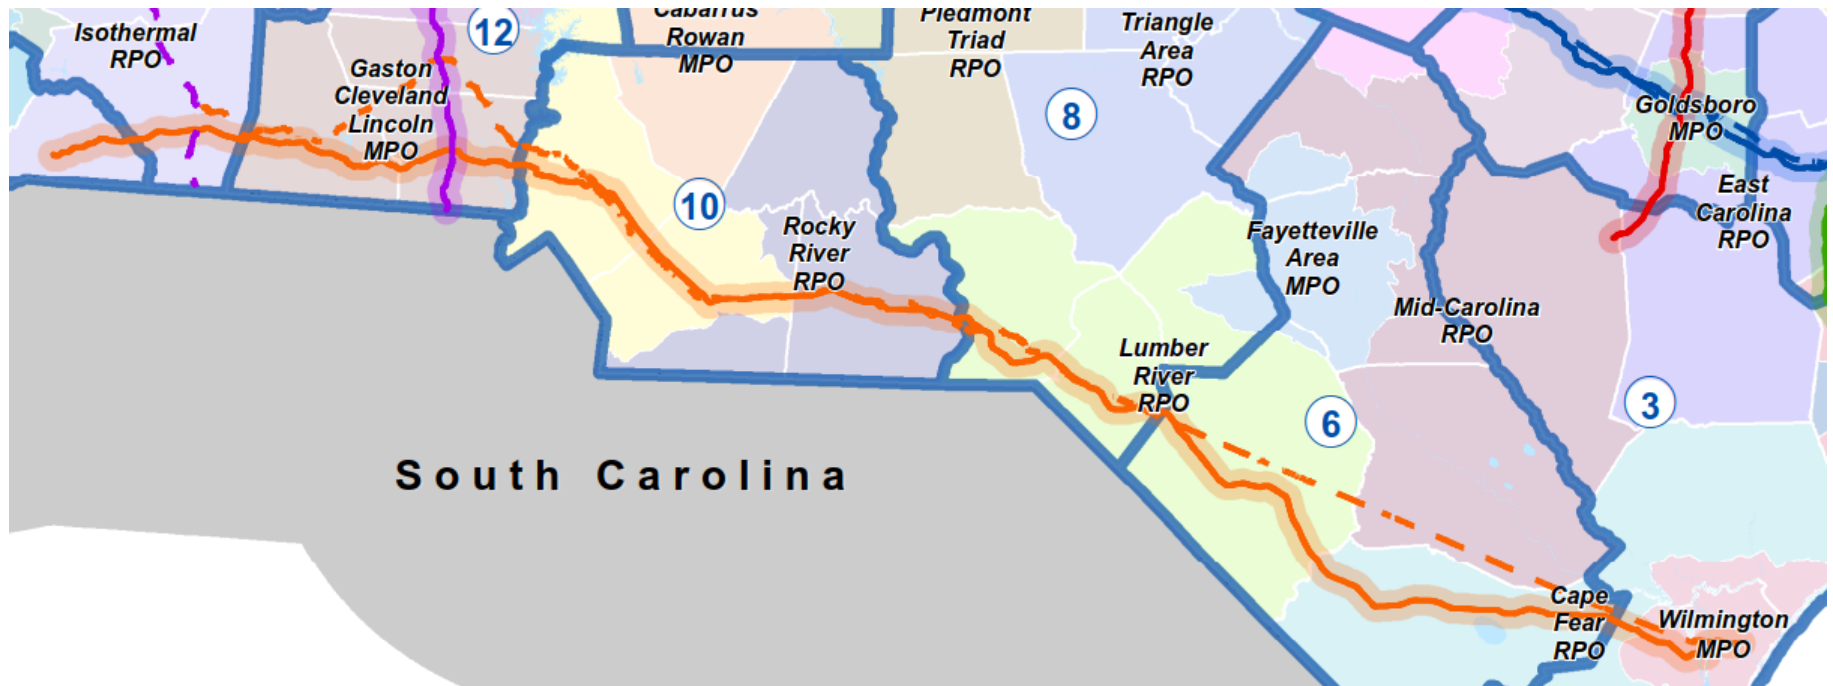 Isothermal
RPO
12
Gaston
Cleveland
Lincoln
MPO
Cabarrus
Rowan
MPO
Piedmont
Triad
RPO
Triangle
Area
RPO
8
Goldsboro
MPO
East
Carolina
RPO
10
Rocky
River
RPO
Fayetteville
Area
MPO
Mid-Carolina
RPO
Lumber
River
RPO
6
3
South Carolina
Cape
Fear
RPO
Wilmington
MPO